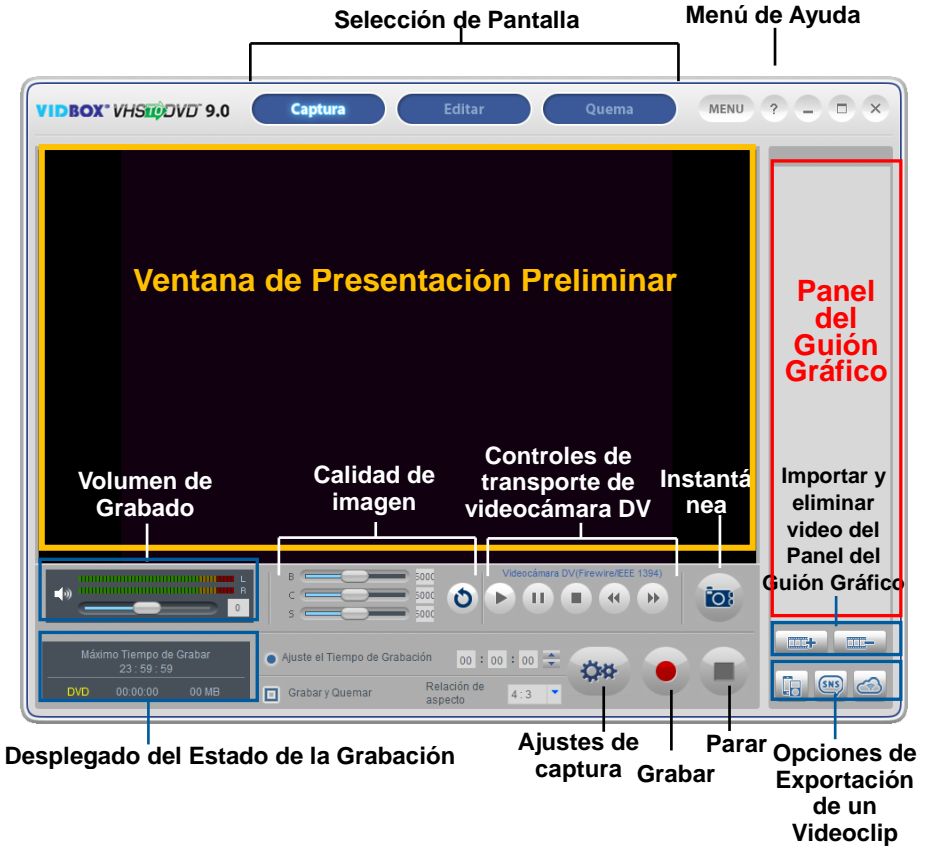 Selección de Pantalla
Menú de Ayuda
VIDBOX® VHS TO DVD 9.0
Captura
Editar
Quema
MENU
?
Ventana de Presentación Preliminar
Panel
del
Guión
Gráfico
Volumen de
Grabado
Calidad de
imagen
Controles de
transporte de
videocámara DV
Instantá
nea
Importar y
eliminar
video del
Panel del
Guión Gráfico
L
R
0
B
5000
C
5000
S
5000
Videocámara DV(Firewire/IEEE 1394)
Máximo Tiempo de Grabar
23 : 59 : 59
DVD 00:00:00 00 MB
Ajuste el Tiempo de Grabación
00 : 00 : 00
Grabar y Quemar
Relación de
aspecto
4 : 3
SNS
Desplegado del Estado de la Grabación
Ajustes de
captura
Grabar
Parar
Opciones de
Exportación
de un
Videoclip